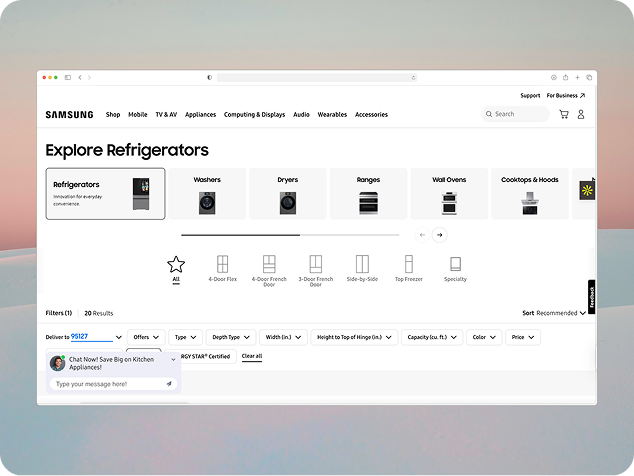 Support For Business
SAMSUNG Shop Mobile TV & AV Appliances Computing & Displays Audio Wearables Accessories Search
Explore Refrigerators
Refrigerators
Innovation for everyday
convenience.
Washers
Dryers
Ranges
Wall Ovens
Cooktops & Hoods
All
4-Door Flex
4-Door French
Door
3-Door French
Door
Side-by-Side
Top Freezer
Specialty
Feedback
Filters (1) 20 Results Sort Recommended
Deliver to 95127 Offers Type Depth Type Width (in.) Height to Top of Hinge (in.) Capacity (cu. ft.) Color Price
RGY STAR® Certified Clear all
Chat Now! Save Big on Kitchen
Appliances!
Type your message here!